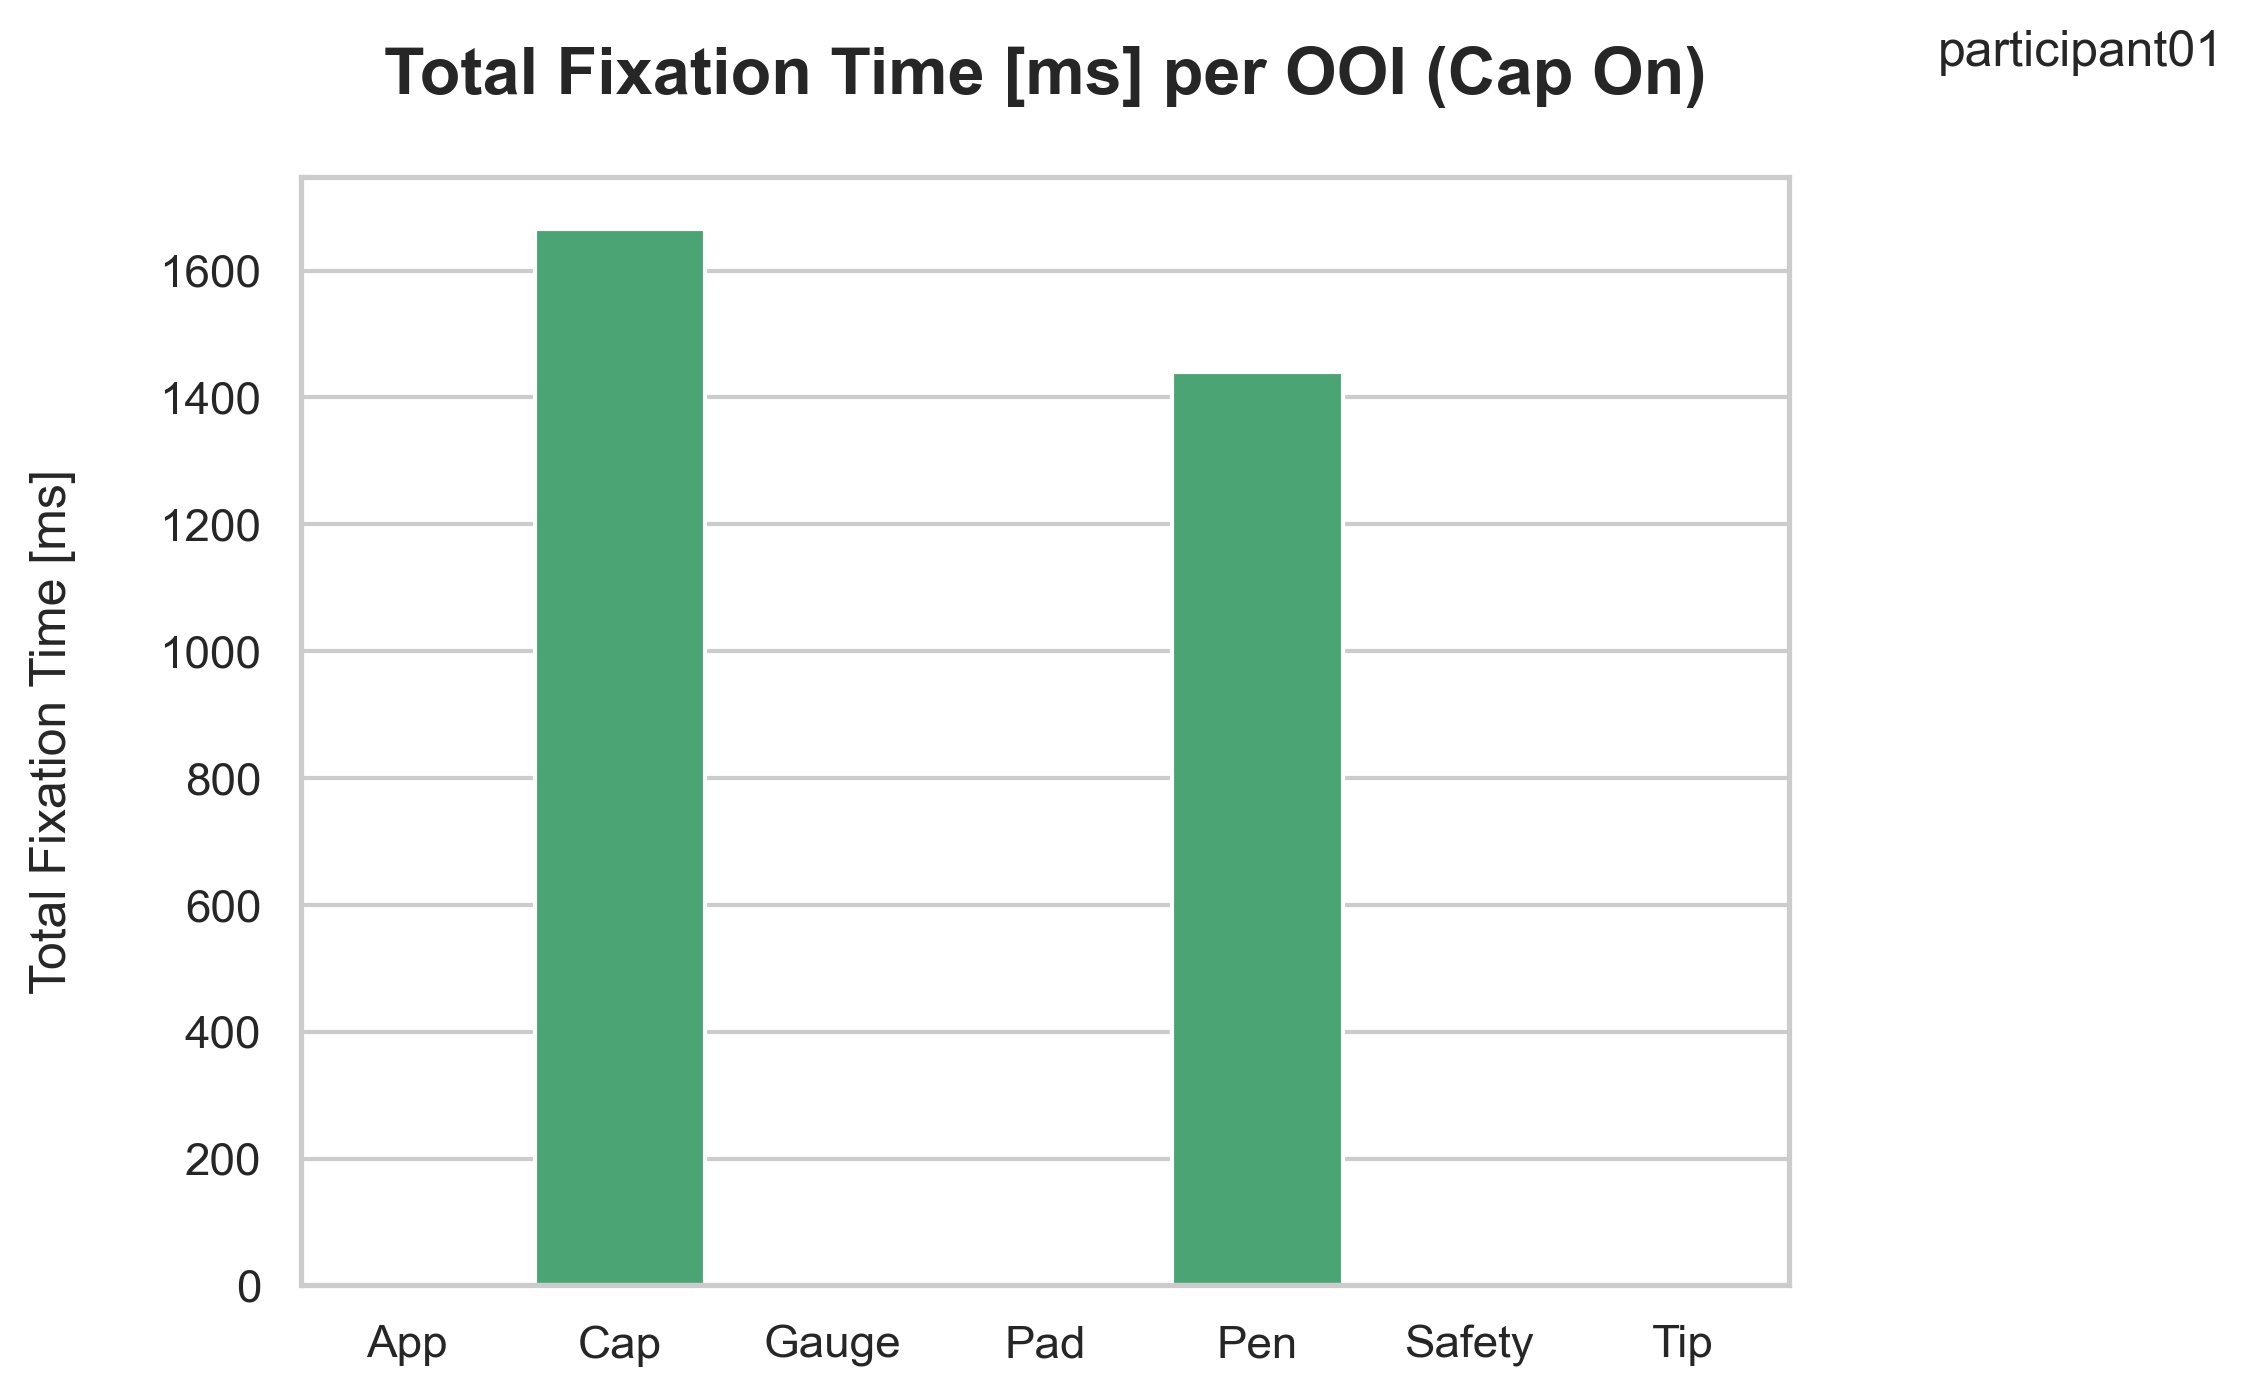 Total Fixation Time [ms] per OOI (Cap On)
participant01
Total Fixation Time [ms]
1600
1400
1200
1000
800
600
400
200
0
App Cap Gauge Pad Pen Safety Tip